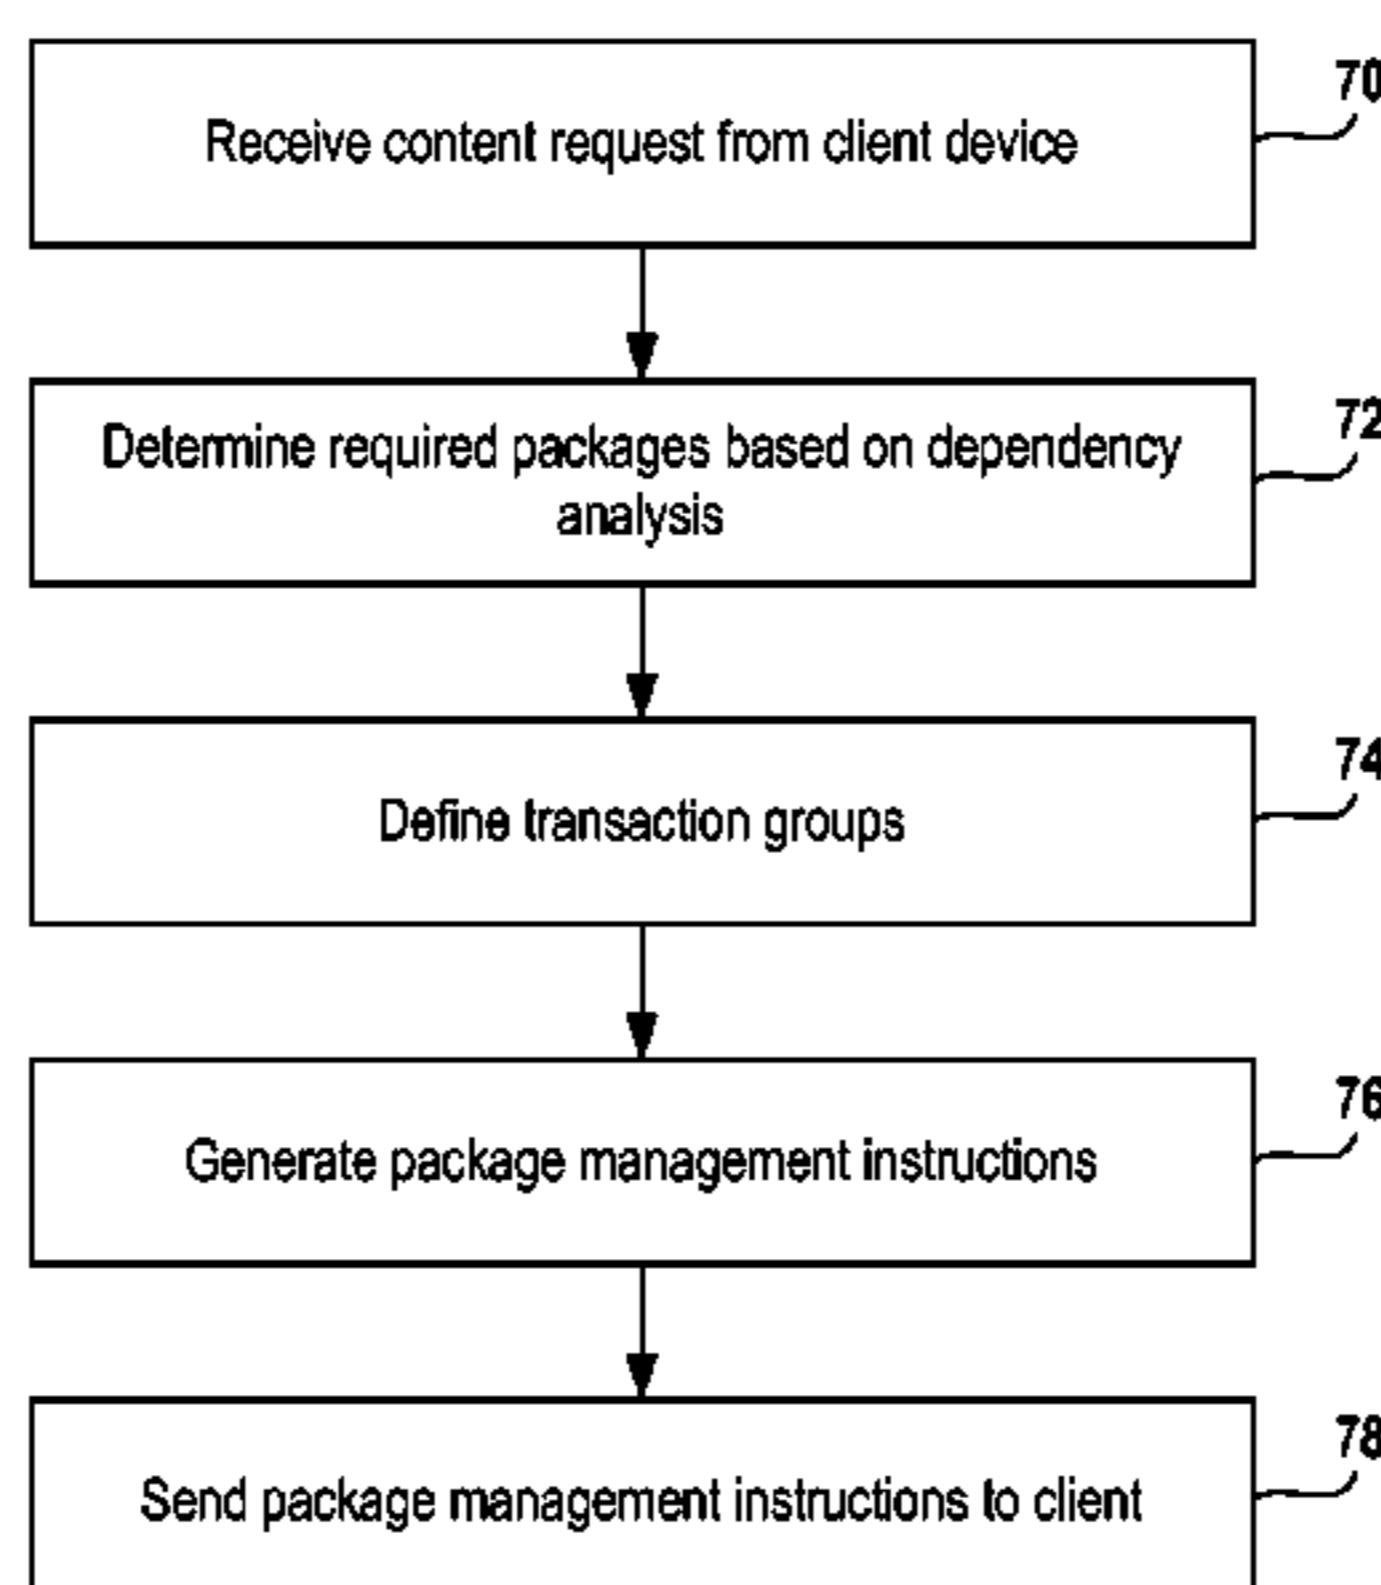 70
Receive content request from client device
72
Determine required packages based on dependency
analysis
74
Define transaction groups
76
Generate package management instructions
78
Send package management instructions to client